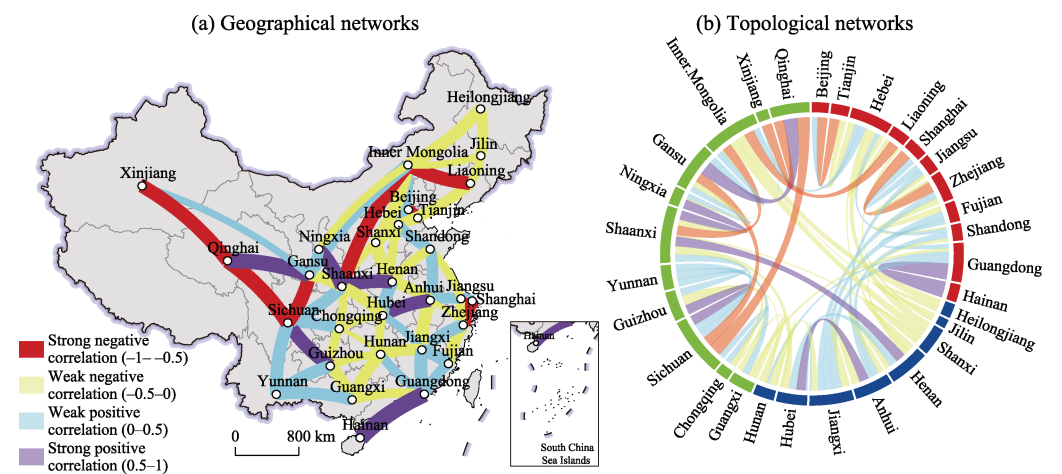 (a) Geographical networks
Heilongjiang
Jilin
Inner Mongolia
Liaoning
Xinjiang
Beijing
Tianjin
Hebei
Shanxi
Shandong
Ningxia
Qinghai
Gansu
Shaanxi
Henan
Anhui
Jiangsu
Shanghai
Hubei
Zhejiang
Sichuan
Chongqing
Hunan
Jiangxi
Guizhou
Fujian
Yunnan
Guangxi
Guangdong
Hainan
Strong negative
correlation (−1– −0.5)
Weak negative
correlation (−0.5–0)
Weak positive
correlation (0–0.5)
Strong positive
correlation (0.5–1)
0 800 km
Hainan
South China
Sea Islands
(b) Topological networks
Beijing
Tianjin
Hebei
Liaoning
Shanghai
Jiangsu
Zhejiang
Fujian
Shandong
Guangdong
Hainan
Heilongjiang
Jilin
Shanxi
Henan
Anhui
Jiangxi
Hubei
Hunan
Guangxi
Chongqing
Sichuan
Guizhou
Yunnan
Shaanxi
Ningxia
Gansu
Inner Mongolia
Xinjiang
Qinghai